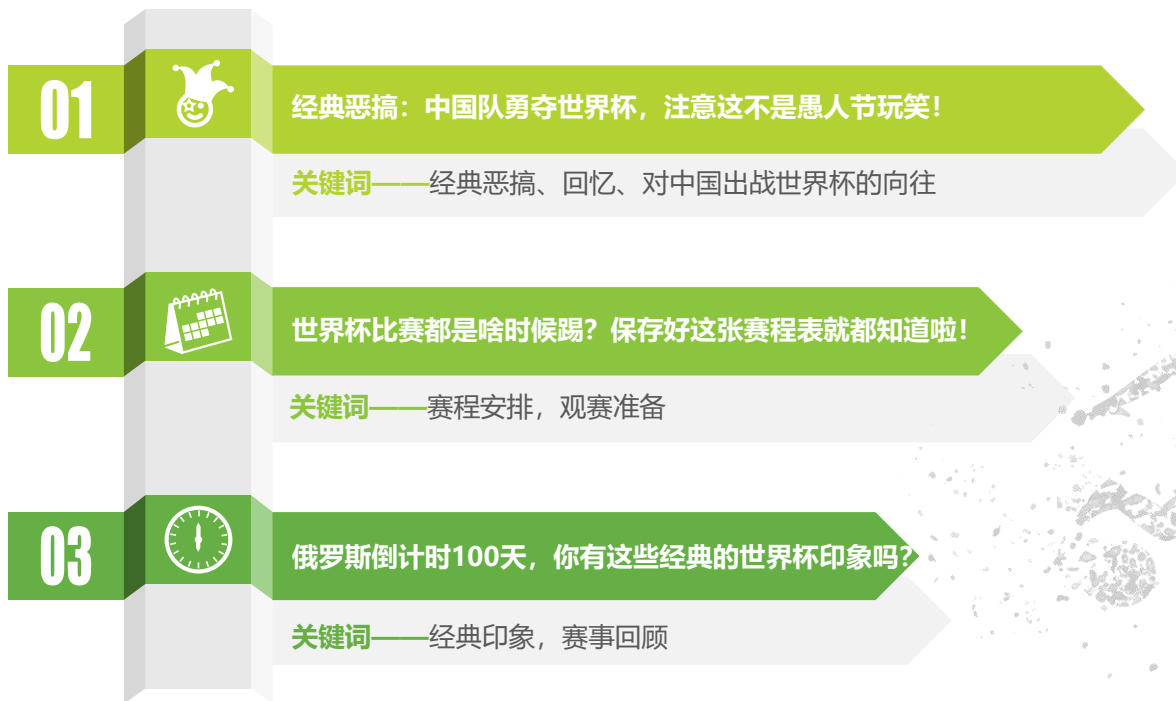 01
经典恶搞：中国队勇夺世界杯，注意这不是愚人节玩笑！
关键词——经典恶搞、回忆、对中国出战世界杯的向往
02
世界杯比赛都是啥时候踢？保存好这张赛程表就都知道啦！
关键词——赛程安排，观赛准备
03
俄罗斯倒计时100天，你有这些经典的世界杯印象吗？
关键词——经典印象，赛事回顾